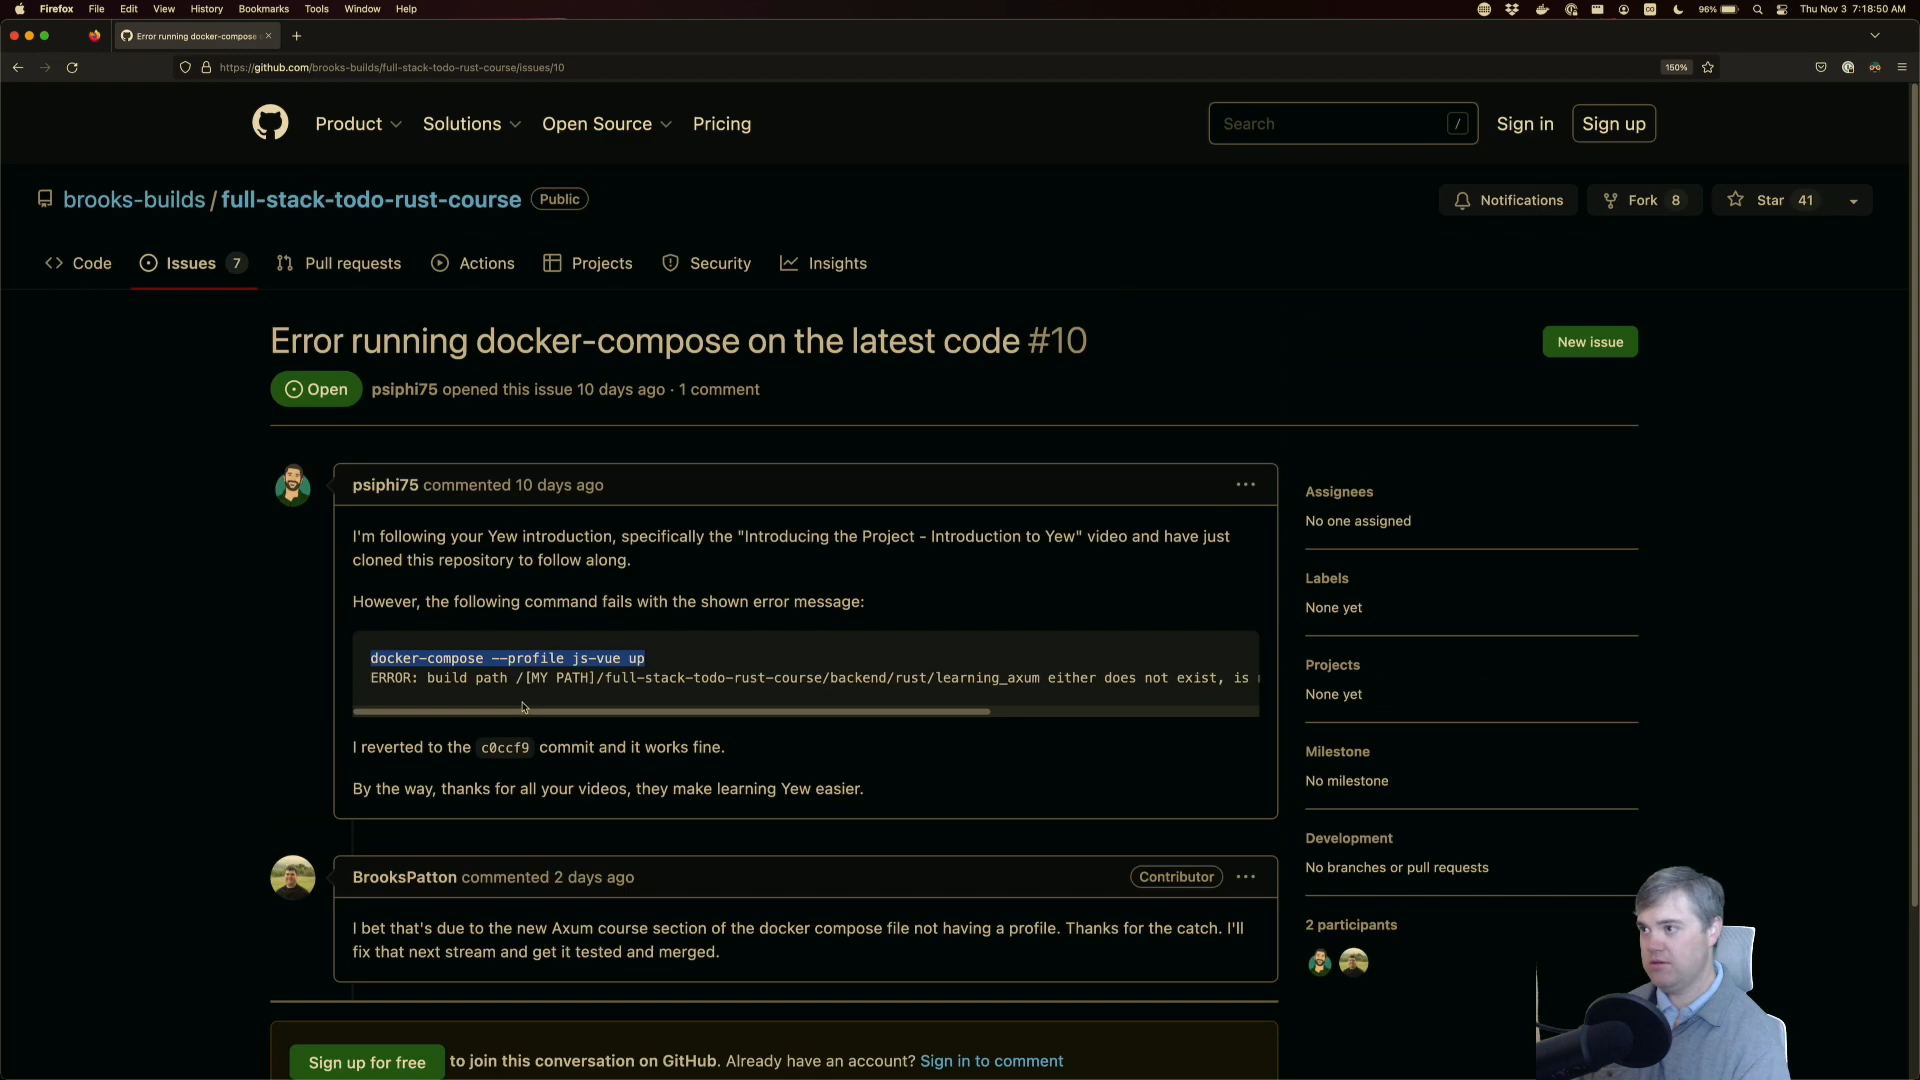 Firefox File Edit View History Bookmarks Tools Window Help 96% Thu Nov 3 7:18:50 AM
Error running docker-compose
https://github.com/brooks-builds/full-stack-todo-rust-course/issues/10 150%
Product Solutions Open Source Pricing Search / Sign in Sign up
brooks-builds / full-stack-todo-rust-course Public Notifications Fork 8 Star 41
Code Issues 7 Pull requests Actions Projects Security Insights
Error running docker-compose on the latest code #10 New issue
Open psiphi75 opened this issue 10 days ago · 1 comment
psiphi75 commented 10 days ago
I'm following your Yew introduction, specifically the "Introducing the Project - Introduction to Yew" video and have just
cloned this repository to follow along.
However, the following command fails with the shown error message:
docker-compose --profile js-vue up
ERROR: build path /[MY PATH]/full-stack-todo-rust-course/backend/rust/learning_axum either does not exist, is
I reverted to the c0ccf9 commit and it works fine.
By the way, thanks for all your videos, they make learning Yew easier.
BrooksPatton commented 2 days ago Contributor
I bet that's due to the new Axum course section of the docker compose file not having a profile. Thanks for the catch. I'll
fix that next stream and get it tested and merged.
Sign up for free to join this conversation on GitHub. Already have an account? Sign in to comment
Assignees
No one assigned
Labels
None yet
Projects
None yet
Milestone
No milestone
Development
No branches or pull requests
2 participants